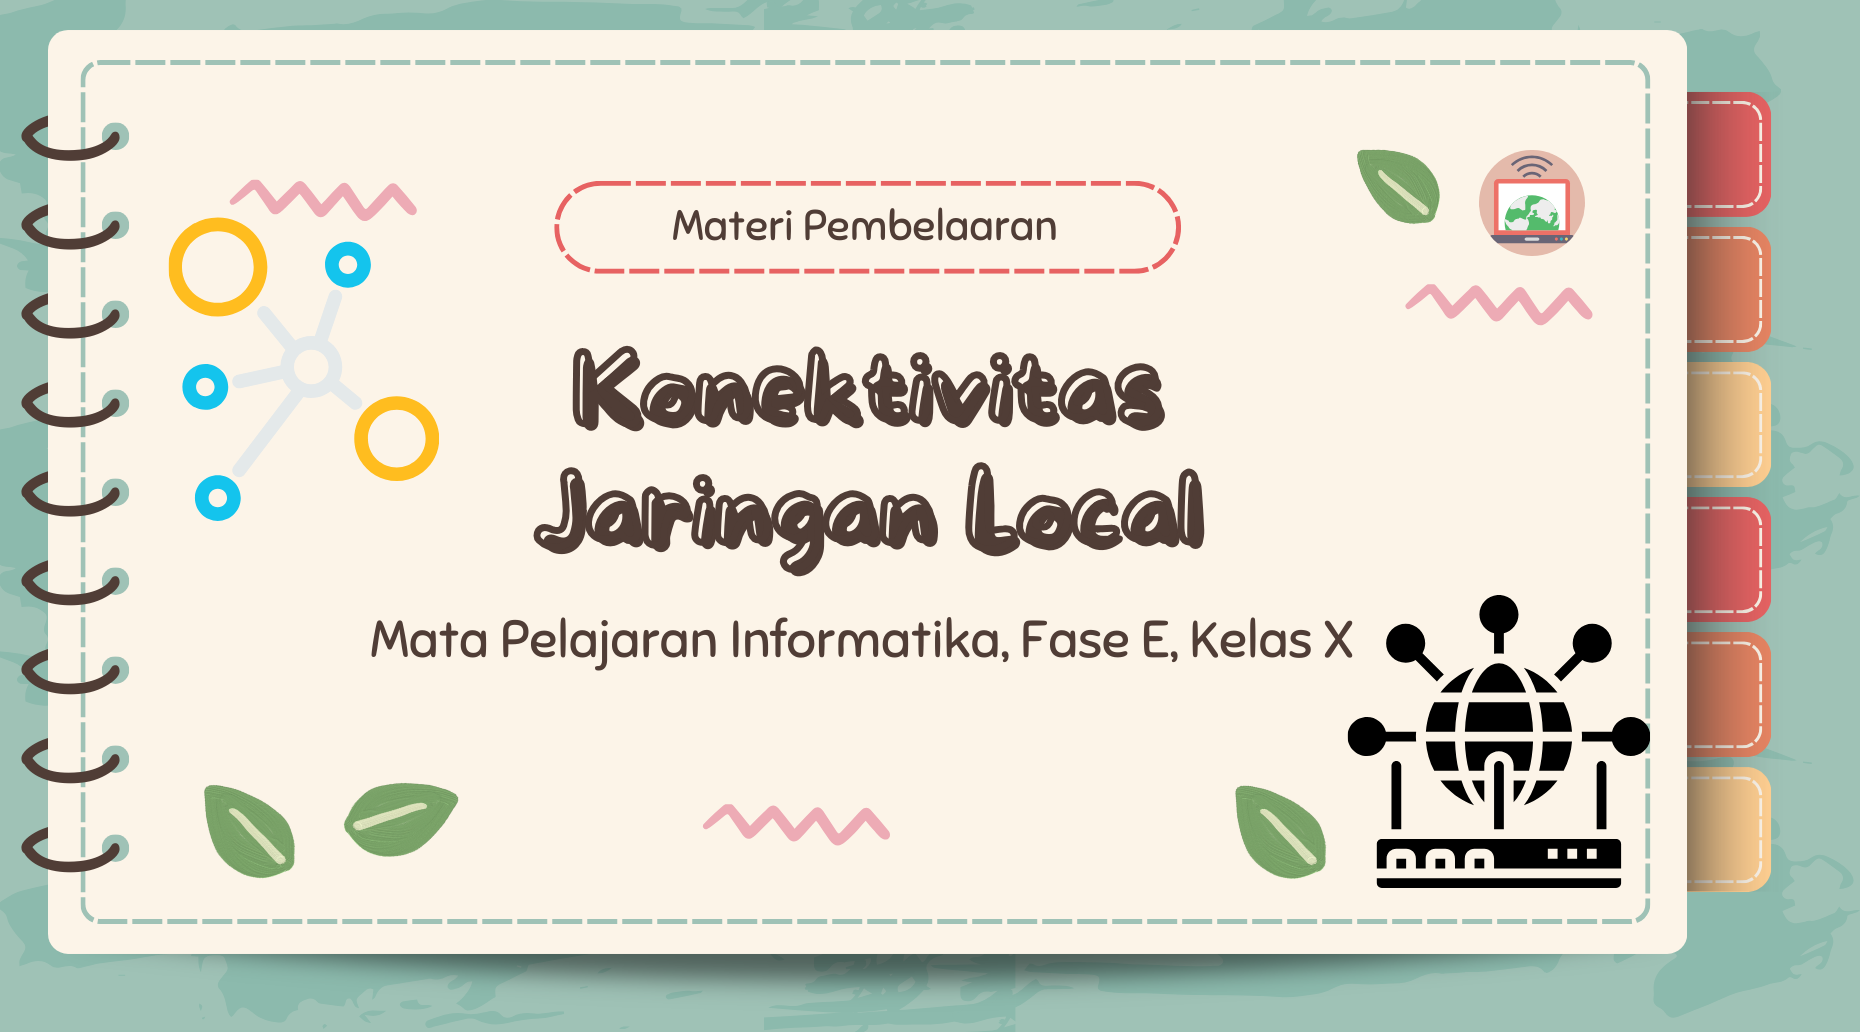 Materi Pembelaaran
Konektivitas
Jaringan Local
Mata Pelajaran Informatika, Fase E, Kelas X